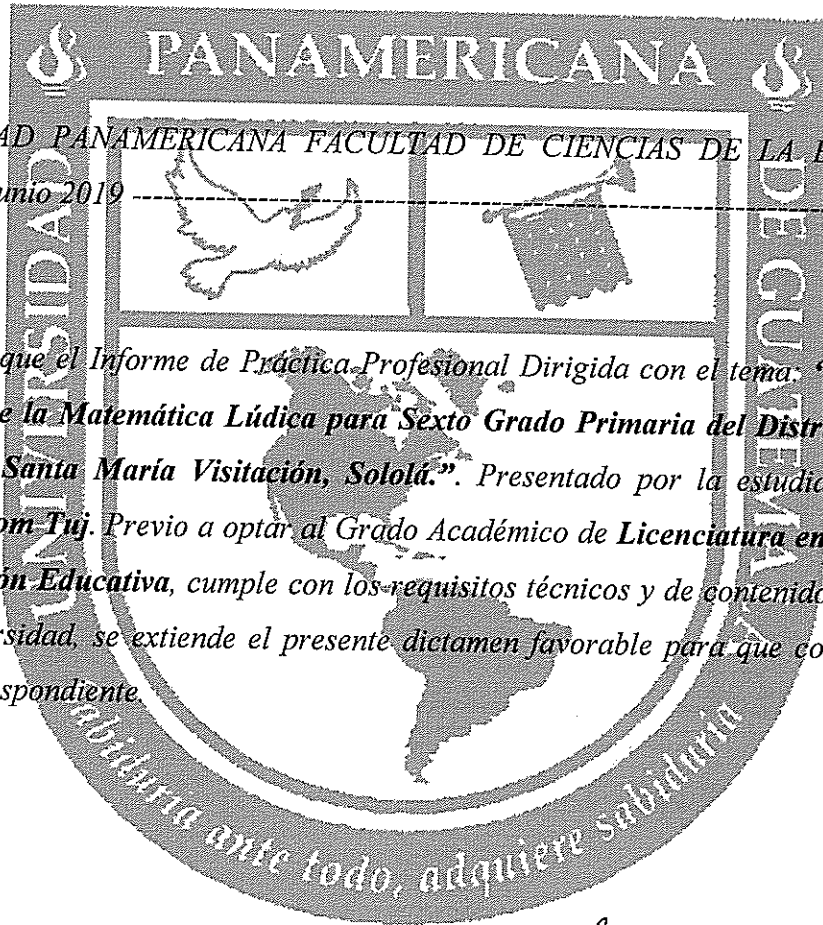 PANAMERICANA
UNIVERSIDAD
DE GUATEMALA
AD PANAMERICANA FACULTAD DE CIENCIAS DE LA E
unio 2019
que el Informe de Práctica Profesional Dirigida con el tema: "
e la Matemática Lúdica para Sexto Grado Primaria del Distr
Santa María Visitación, Sololá.". Presentado por la estudia
om Tuj. Previo a optar al Grado Académico de Licenciatura en
ón Educativa, cumple con los requisitos técnicos y de contenido
rsidad, se extiende el presente dictamen favorable para que co
spondiente.
abiduría ante todo, adquiere sabiduría